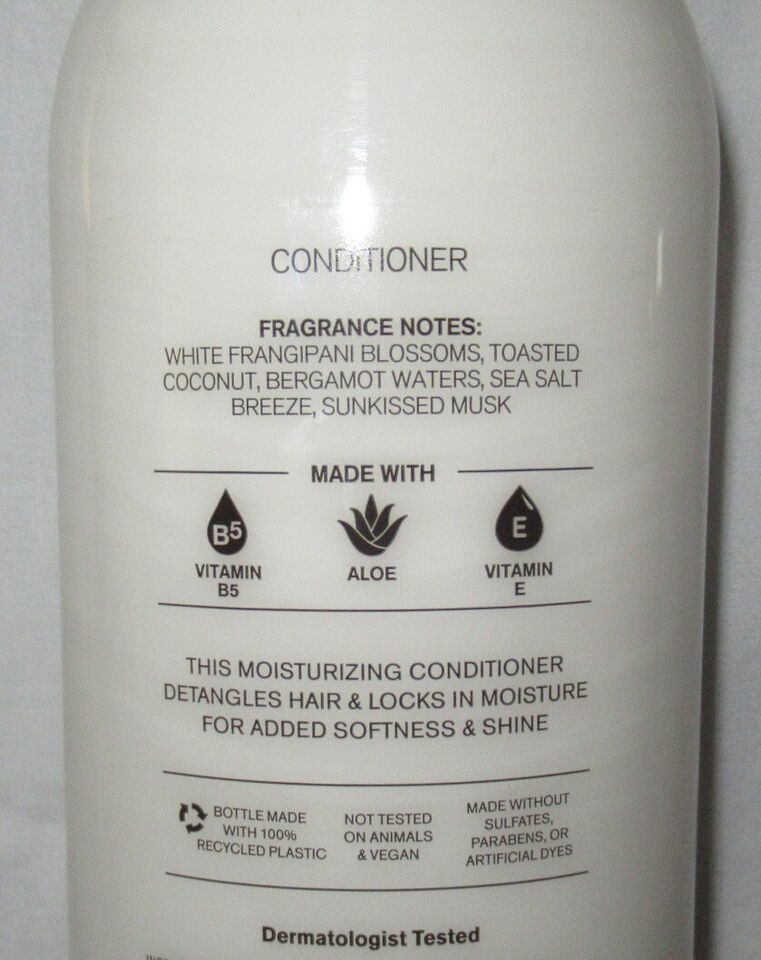 CONDITIONER
FRAGRANCE NOTES:
WHITE FRANGIPANI BLOSSOMS, TOASTED
COCONUT, BERGAMOT WATERS, SEA SALT
BREEZE, SUNKISSED MUSK
MADE WITH
B5
E
VITAMIN
B5
ALOE
VITAMIN
E
THIS MOISTURIZING CONDITIONER
DETANGLES HAIR & LOCKS IN MOISTURE
FOR ADDED SOFTNESS & SHINE
BOTTLE MADE
WITH 100%
RECYCLED PLASTIC
NOT TESTED
ON ANIMALS
& VEGAN
MADE WITHOUT
SULFATES,
PARABENS, OR
ARTIFICIAL DYES
Dermatologist Tested